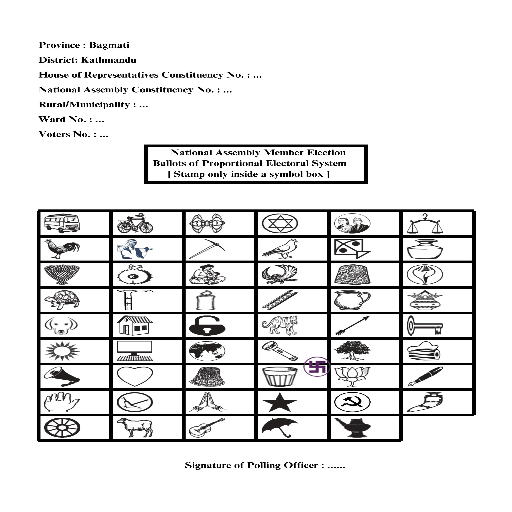 Province : Bagmati
District: Kathmandu
House of Representatives Constituency No. : ...
National Assembly Constituency No. : ...
Rural/Municipality : ...
Ward No. : ...
Voters No. : ...
National Assembly Member Election
Ballots of Proportional Electoral System
[ Stamp only inside a symbol box ]
Signature of Polling Officer : ......